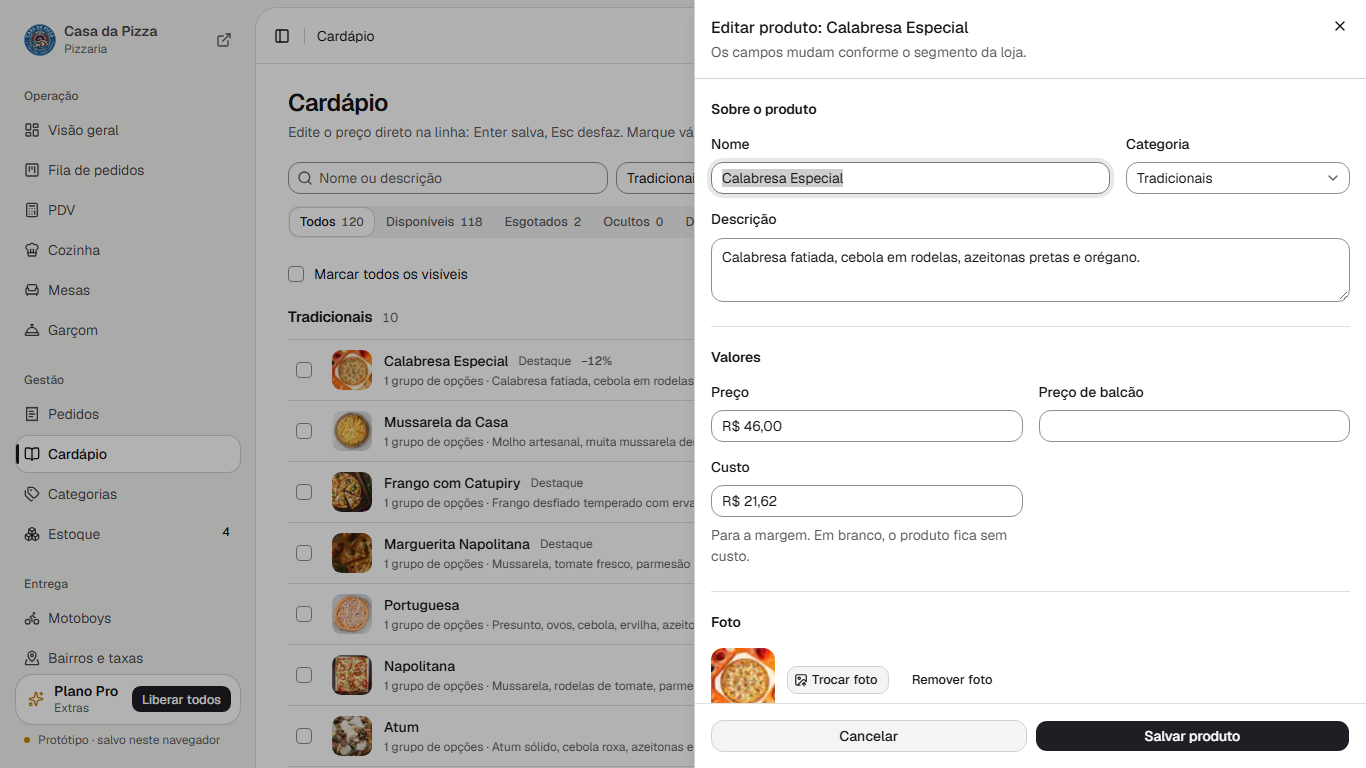 Casa da Pizza
Pizzaria
Operação
Visão geral
Fila de pedidos
PDV
Cozinha
Mesas
Garçom
Gestão
Pedidos
Cardápio
Categorias
Estoque 4
Entrega
Motoboys
Bairros e taxas
Plano Pro
Extras
Liberar todos
Protótipo · salvo neste navegador
Cardápio
Cardápio
Edite o preço direto na linha: Enter salva, Esc desfaz. Marque vá
Nome ou descrição
Tradicionai
Todos 120 Disponíveis 118 Esgotados 2 Ocultos 0 D
Marcar todos os visíveis
Tradicionais 10
Calabresa Especial Destaque −12%
1 grupo de opções · Calabresa fatiada, cebola em rodelas
Mussarela da Casa
1 grupo de opções · Molho artesanal, muita mussarela de
Frango com Catupiry Destaque
1 grupo de opções · Frango desfiado temperado com erva
Marguerita Napolitana Destaque
1 grupo de opções · Mussarela, tomate fresco, parmesão
Portuguesa
1 grupo de opções · Presunto, ovos, cebola, ervilha, azeito
Napolitana
1 grupo de opções · Mussarela, rodelas de tomate, parme
Atum
1 grupo de opções · Atum sólido, cebola roxa, azeitonas e
Editar produto: Calabresa Especial
Os campos mudam conforme o segmento da loja.
Sobre o produto
Nome
Calabresa Especial
Categoria
Tradicionais
Descrição
Calabresa fatiada, cebola em rodelas, azeitonas pretas e orégano.
Valores
Preço
R$ 46,00
Preço de balcão
Custo
R$ 21,62
Para a margem. Em branco, o produto fica sem
custo.
Foto
Trocar foto
Remover foto
Cancelar
Salvar produto